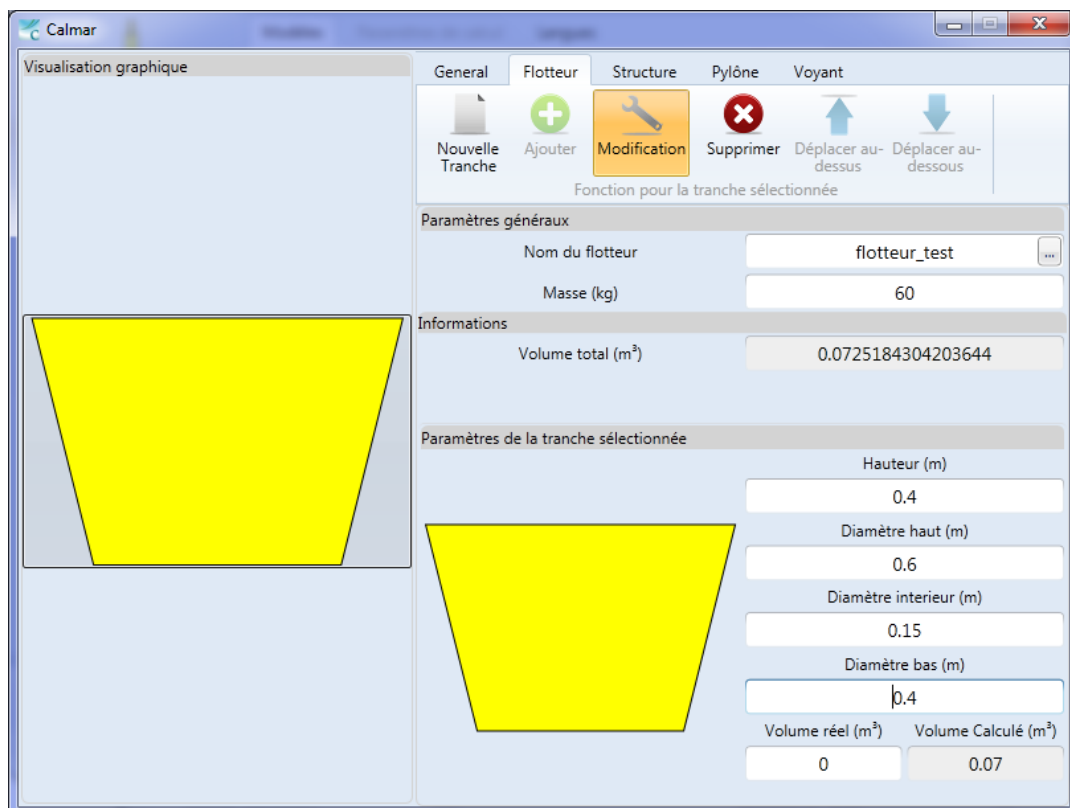 Calmar
Visualisation graphique
General Flotteur Structure Pylône Voyant
Nouvelle Tranche
Ajouter
Modification
Supprimer
Déplacer au-dessus
Déplacer au-dessous
Fonction pour la tranche sélectionnée
Paramètres généraux
Nom du flotteur flotteur_test ...
Masse (kg) 60
Informations
Volume total (m³) 0.0725184304203644
Paramètres de la tranche sélectionnée
Hauteur (m)
0.4
Diamètre haut (m)
0.6
Diamètre interieur (m)
0.15
Diamètre bas (m)
0.4
Volume réel (m³) Volume Calculé (m³)
0 0.07